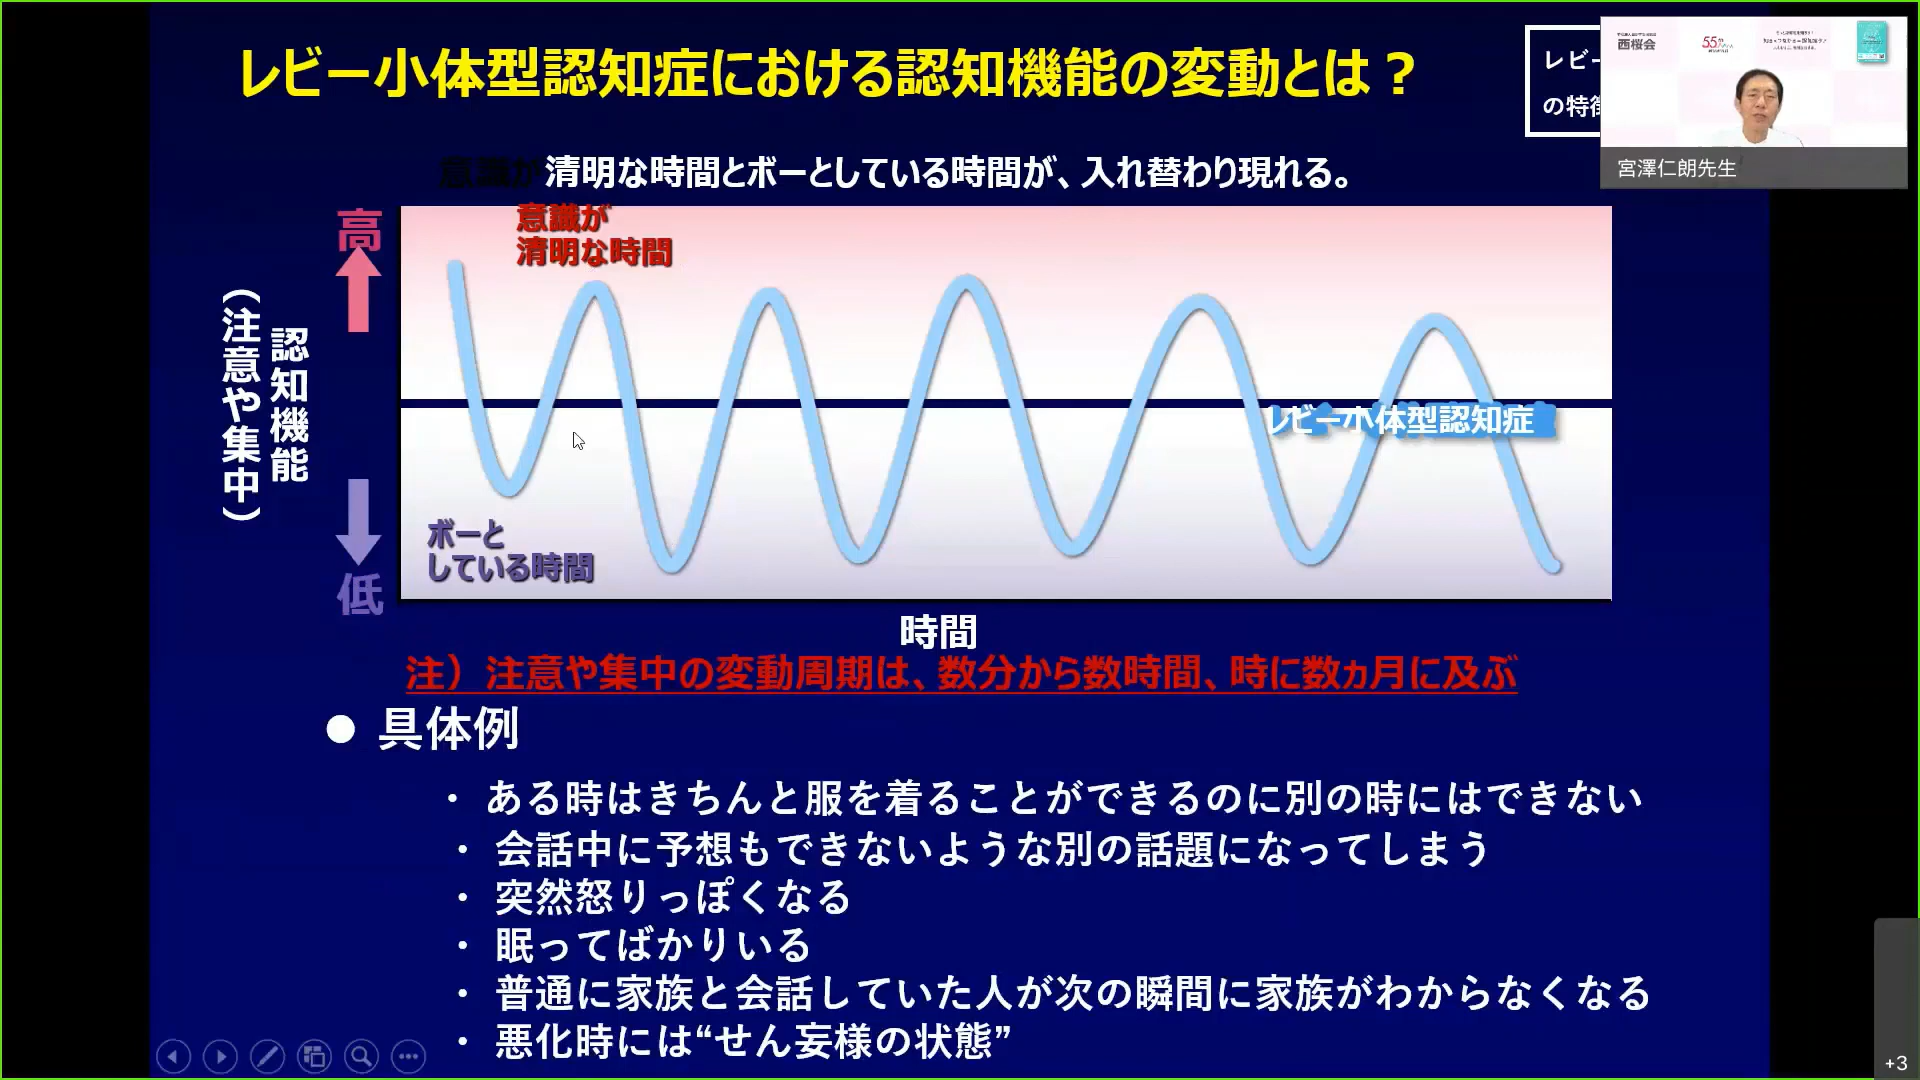 レビー小体型認知症における認知機能の変動とは？
レビー
の特徴
西桜会
55
宮澤仁朗先生
意識が清明な時間とボーとしている時間が、入れ替わり現れる。
高
意識が
清明な時間
認知機能
（注意や集中）
レビー小体型認知症
ボーと
している時間
低
時間
注）注意や集中の変動周期は、数分から数時間、時に数ヵ月に及ぶ
● 具体例
・ ある時はきちんと服を着ることができるのに別の時にはできない
・ 会話中に予想もできないような別の話題になってしまう
・ 突然怒りっぽくなる
・ 眠ってばかりいる
・ 普通に家族と会話していた人が次の瞬間に家族がわからなくなる
・ 悪化時には“せん妄様の状態”
+3